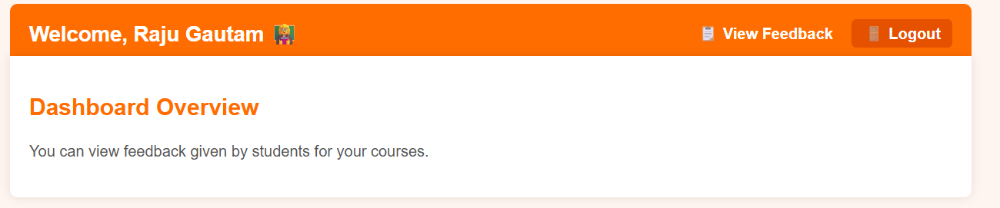 Welcome, Raju Gautam 👩‍🏫
📋 View Feedback
🚪 Logout
Dashboard Overview
You can view feedback given by students for your courses.